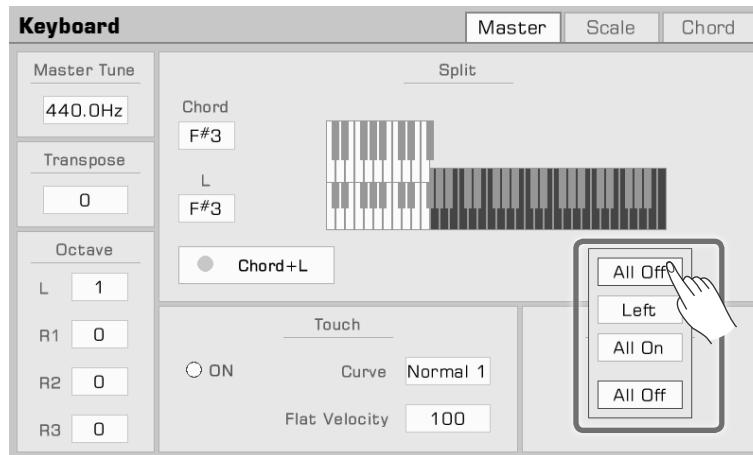 Keyboard
Master
Scale
Chord
Master Tune
440.0Hz
Transpose
0
Octave
L 1
R1 0
R2 0
R3 0
Split
Chord
F#3
L
F#3
Chord+L
Touch
ON
Curve Normal 1
Flat Velocity 100
All Off
Left
All On
All Off